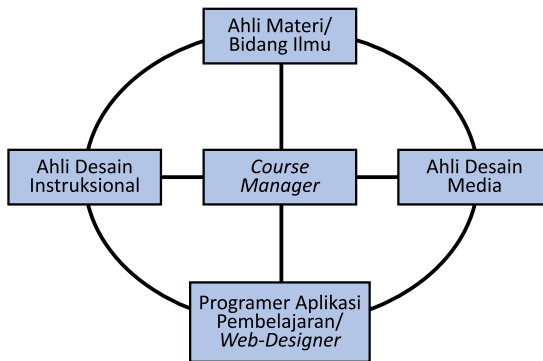 Ahli Materi/
Bidang Ilmu
Ahli Desain
Instruksional
Course
Manager
Ahli Desain
Media
Programer Aplikasi
Pembelajaran/
Web-Designer